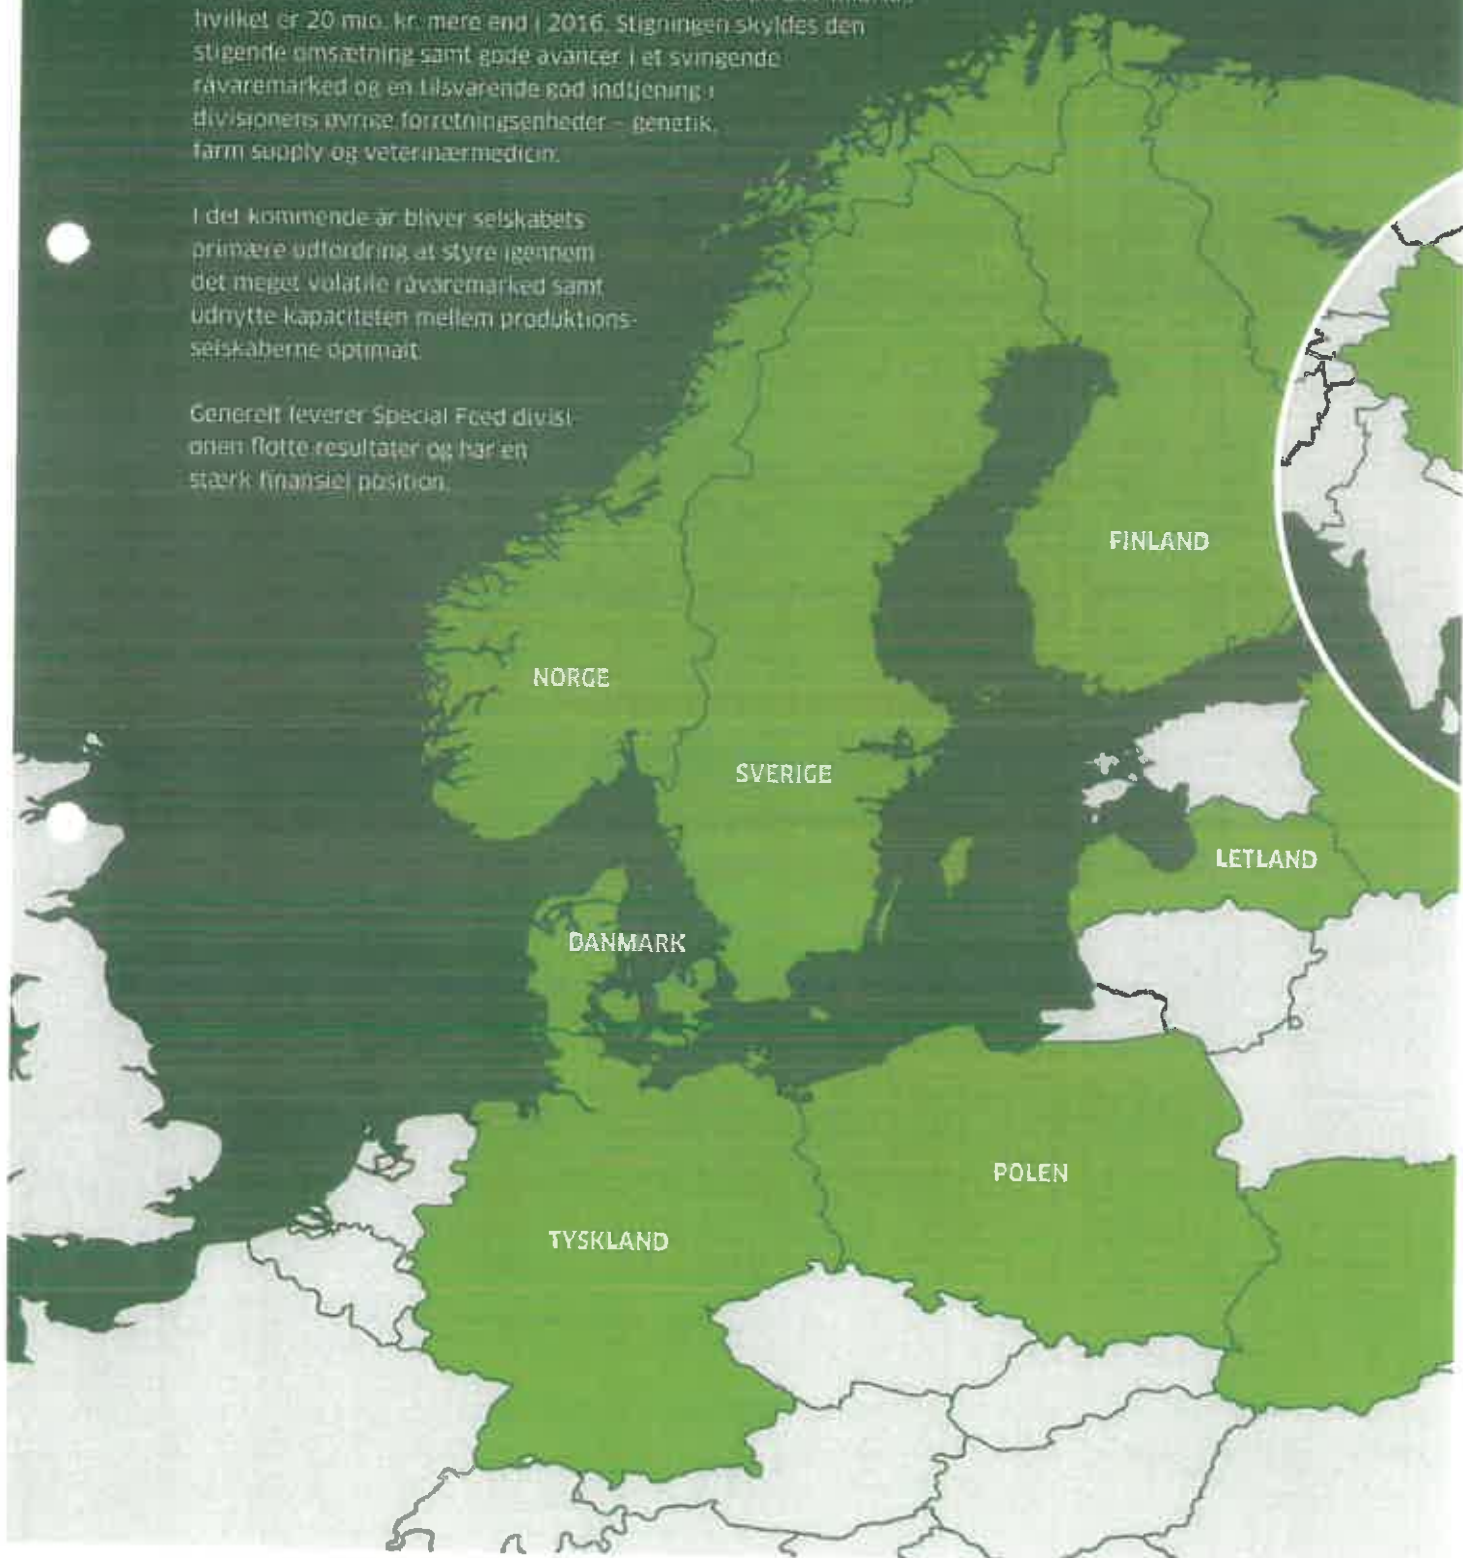 hvilket er 20 mio. kr. mere end i 2016. Stigningen skyldes den
stigende omsætning samt gode avancer i et svingende
råvaremarked og en tilsvarende god indtjening i
divisionens øvrige forretningsenheder – genetik,
farm supply og veterinærmedicin.
I det kommende år bliver selskabets
primære udfordring at styre igennem
det meget volatile råvaremarked samt
udnytte kapaciteten mellem produktions-
selskaberne optimalt.
Generelt leverer Special Feed divisi-
onen flotte resultater og har en
stærk finansiel position.
FINLAND
NORGE
SVERIGE
LETLAND
DANMARK
POLEN
TYSKLAND